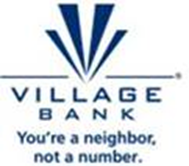 ®
VILLAGE
BANK
You're a neighbor,
not a number.